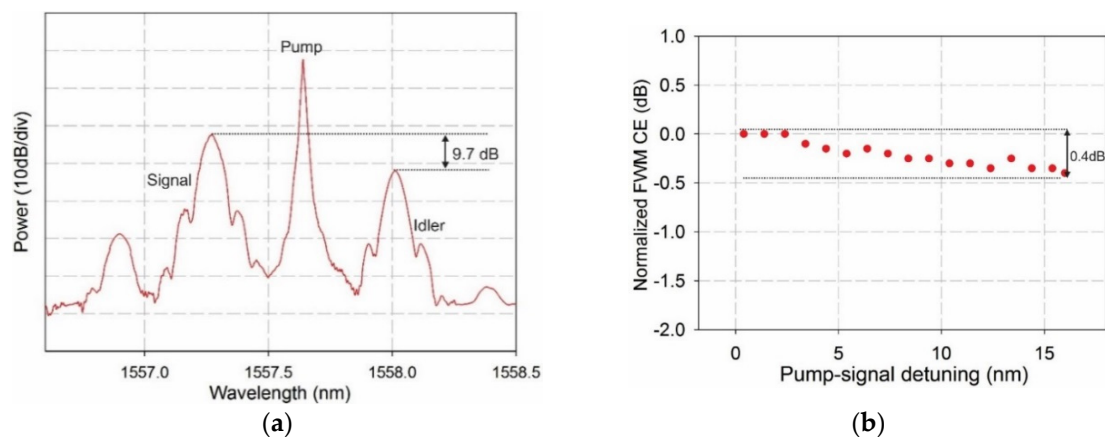 Power (10dB/div)
Pump
Signal
9.7 dB
Idler
1557.0
1557.5
1558.0
1558.5
Wavelength (nm)
(a)
Normalized FWM CE (dB)
1.0
0.5
0.0
-0.5
-1.0
-1.5
-2.0
0.4dB
0
5
10
15
Pump-signal detuning (nm)
(b)